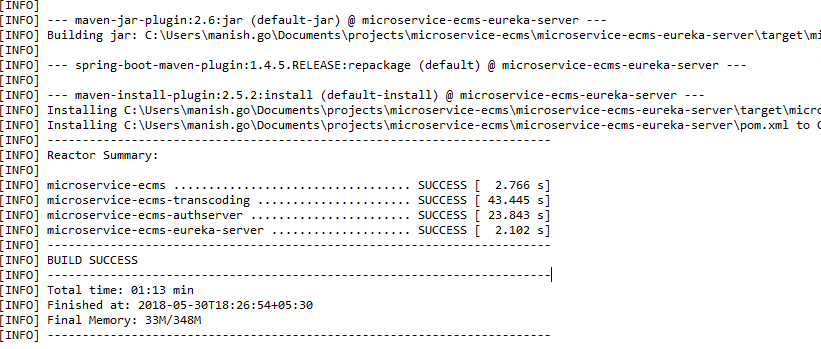 [INFO]
[INFO] --- maven-jar-plugin:2.6:jar (default-jar) @ microservice-ecms-eureka-server ---
[INFO] Building jar: C:\Users\manish.go\Documents\projects\microservice-ecms\microservice-ecms-eureka-server\target\mi
[INFO]
[INFO] --- spring-boot-maven-plugin:1.4.5.RELEASE:repackage (default) @ microservice-ecms-eureka-server ---
[INFO]
[INFO] --- maven-install-plugin:2.5.2:install (default-install) @ microservice-ecms-eureka-server ---
[INFO] Installing C:\Users\manish.go\Documents\projects\microservice-ecms\microservice-ecms-eureka-server\target\micro
[INFO] Installing C:\Users\manish.go\Documents\projects\microservice-ecms\microservice-ecms-eureka-server\pom.xml to C
[INFO] ------------------------------------------------------------------------
[INFO] Reactor Summary:
[INFO]
[INFO] microservice-ecms .................................. SUCCESS [  2.766 s]
[INFO] microservice-ecms-transcoding ...................... SUCCESS [ 43.445 s]
[INFO] microservice-ecms-authserver ....................... SUCCESS [ 23.843 s]
[INFO] microservice-ecms-eureka-server .................... SUCCESS [  2.102 s]
[INFO] ------------------------------------------------------------------------
[INFO] BUILD SUCCESS
[INFO] ------------------------------------------------------------------------
[INFO] Total time: 01:13 min
[INFO] Finished at: 2018-05-30T18:26:54+05:30
[INFO] Final Memory: 33M/348M
[INFO] ------------------------------------------------------------------------